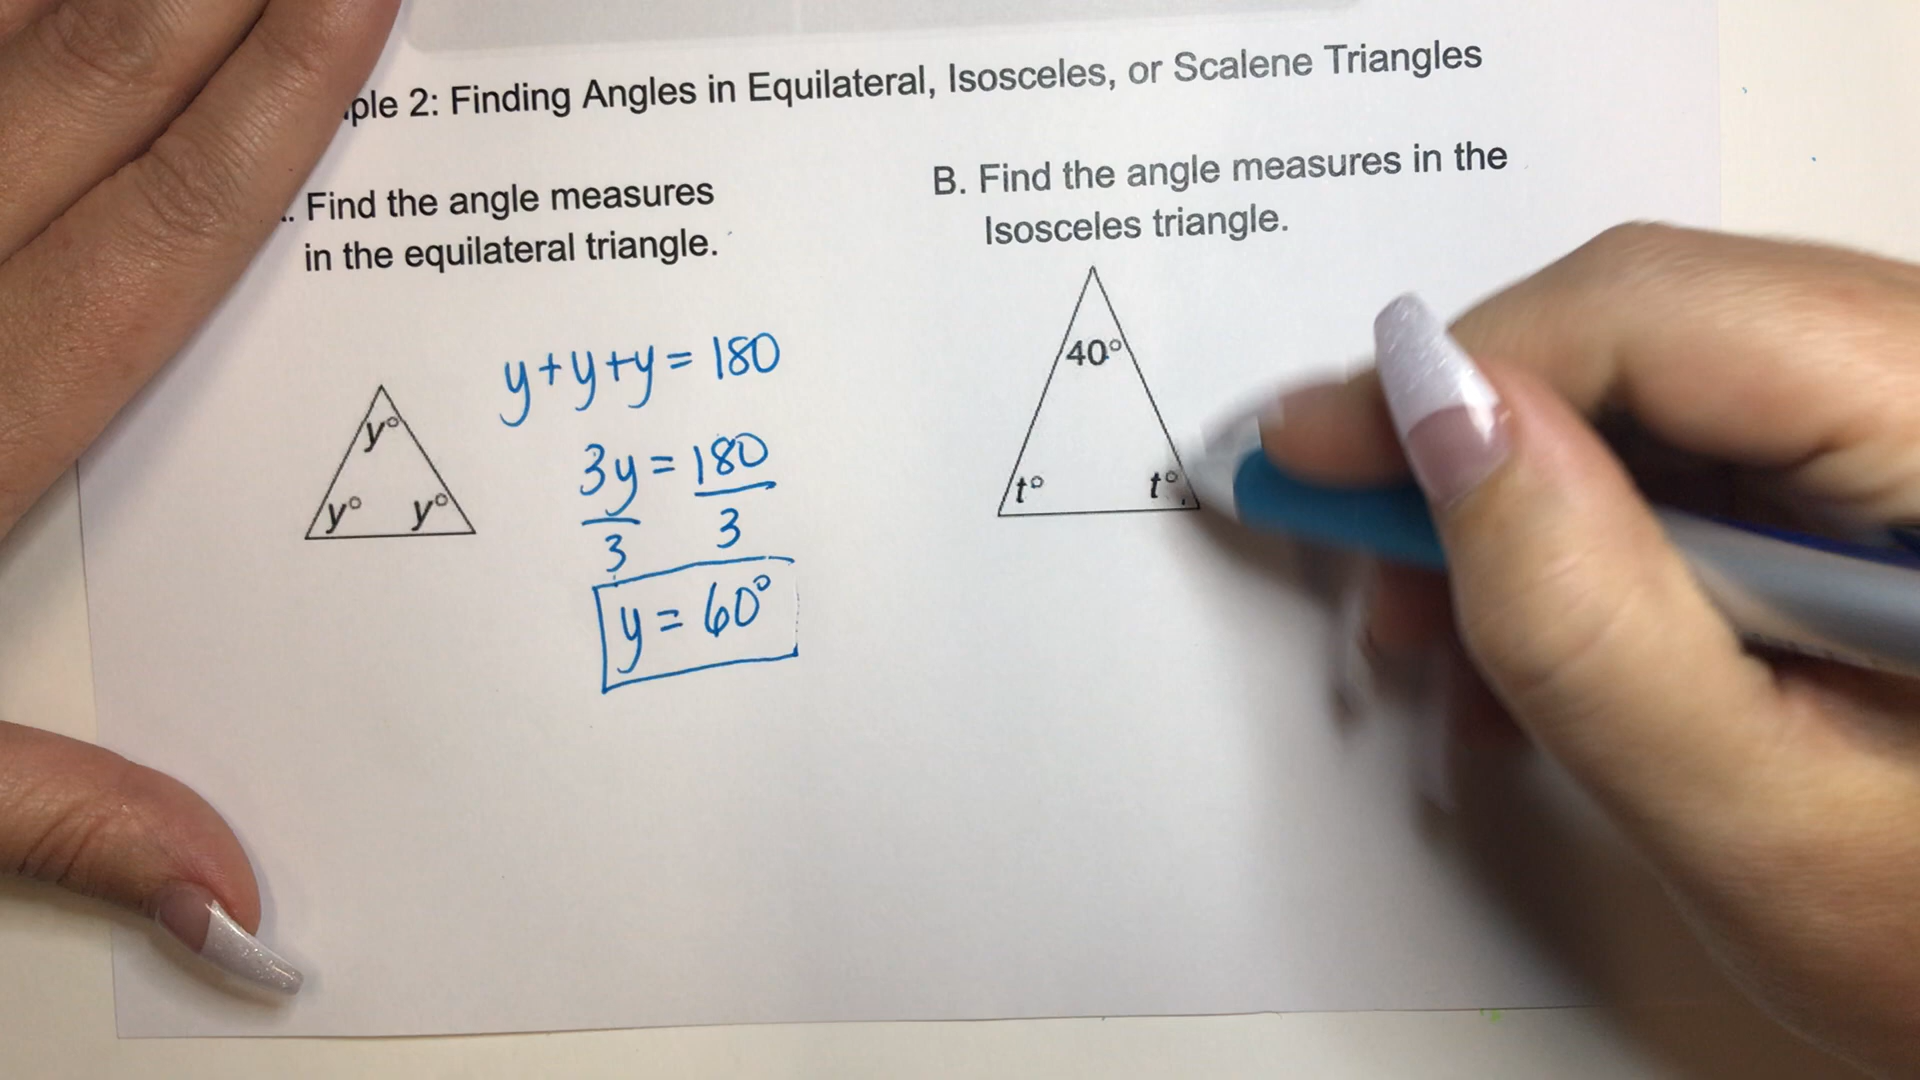 ple 2: Finding Angles in Equilateral, Isosceles, or Scalene Triangles
. Find the angle measures
in the equilateral triangle.
y+y+y = 180
3y = 180
3 3
y = 60°
y°
y° y°
B. Find the angle measures in the
Isosceles triangle.
40°
t° t°